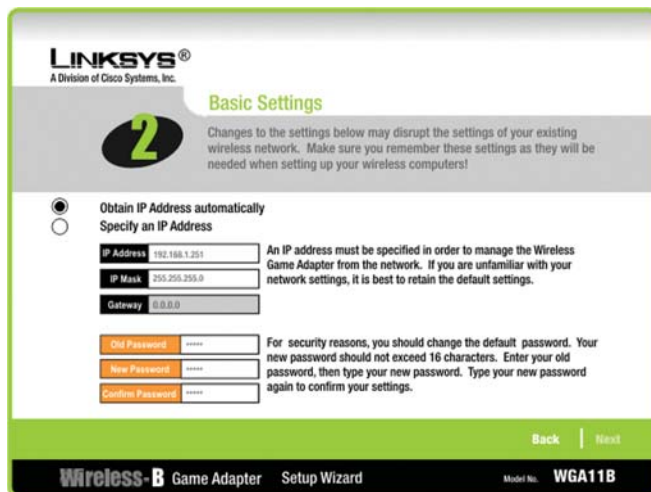 LINKSYS®
A Division of Cisco Systems, Inc.
Basic Settings
2
Changes to the settings below may disrupt the settings of your existing
wireless network. Make sure you remember these settings as they will be
needed when setting up your wireless computers!
Obtain IP Address automatically
Specify an IP Address
IP Address 192.168.1.251
IP Mask 255.255.255.0
Gateway 0.0.0.0
An IP address must be specified in order to manage the Wireless
Game Adapter from the network. If you are unfamiliar with your
network settings, it is best to retain the default settings.
Old Password *****
New Password *****
Confirm Password *****
For security reasons, you should change the default password. Your
new password should not exceed 16 characters. Enter your old
password, then type your new password. Type your new password
again to confirm your settings.
Back | Next
Wireless-B Game Adapter Setup Wizard Model No. WGA11B